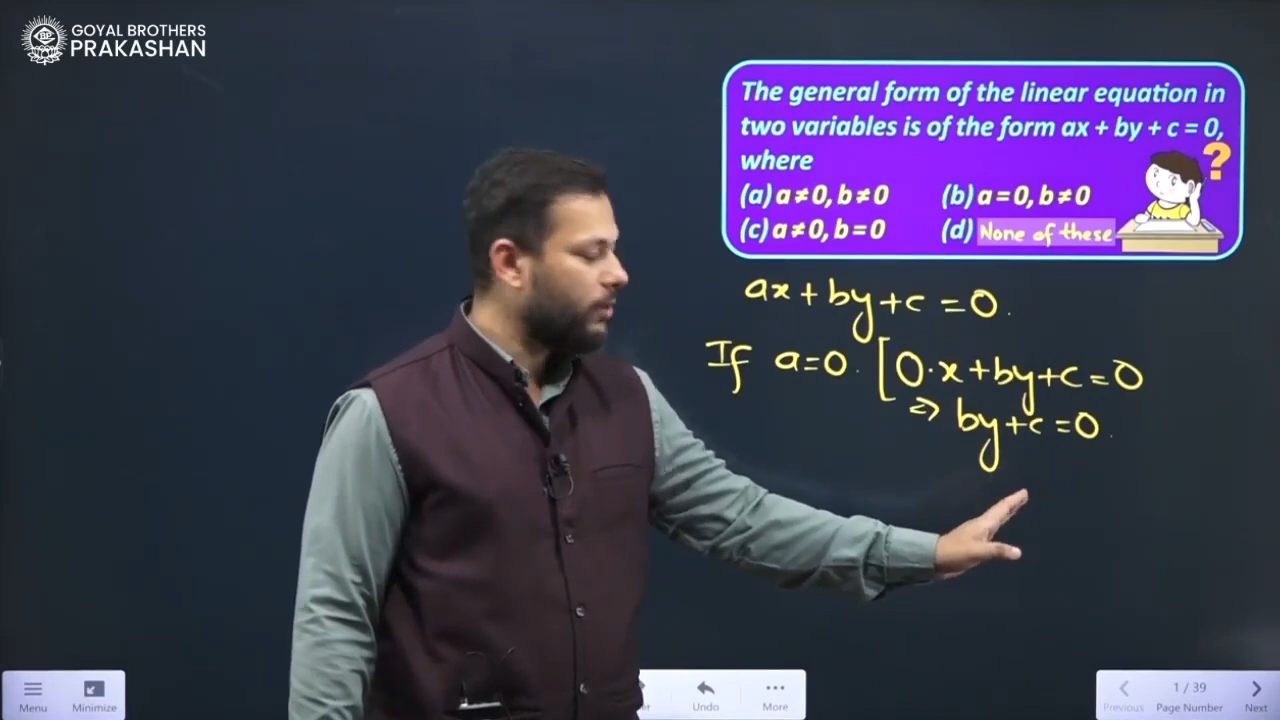 GOYAL BROTHERS
PRAKASHAN
The general form of the linear equation in
two variables is of the form ax + by + c = 0,
where
(a) a ≠ 0, b ≠ 0 (b) a = 0, b ≠ 0
(c) a ≠ 0, b = 0 (d) None of these
?
ax+by+c = 0.
If a=0. [0·x+by+c=0
=> by+c=0.
Menu
Minimize
Undo
More
Previous
1 / 39
Page Number
Next